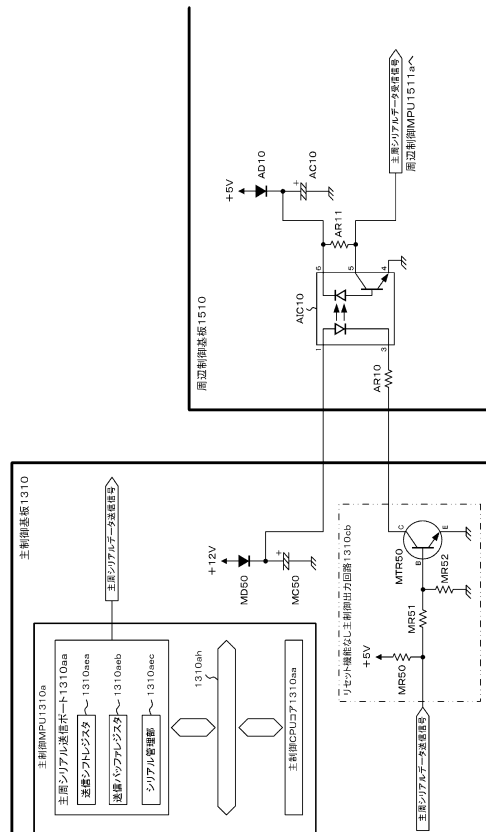 主制御基板1310
主制御MPU1310a
主周シリアル送信ポート1310aa
送信シフトレジスタ
1310aea
送信バッファレジスタ
1310aeb
シリアル管理部
1310aec
主周シリアルデータ送信信号
1310ah
主制御CPUコア1310aa
+12V
MD50
MC50
+
リセット機能なし主制御出力回路1310cb
+5V
MR50
MR51
MR52
MTR50
B
C
E
主周シリアルデータ送信信号
周辺制御基板1510
+5V
AD10
AC10
+
AR11
AIC10
1
3
4
5
6
AR10
主周シリアルデータ受信信号
周辺制御MPU1511aへ